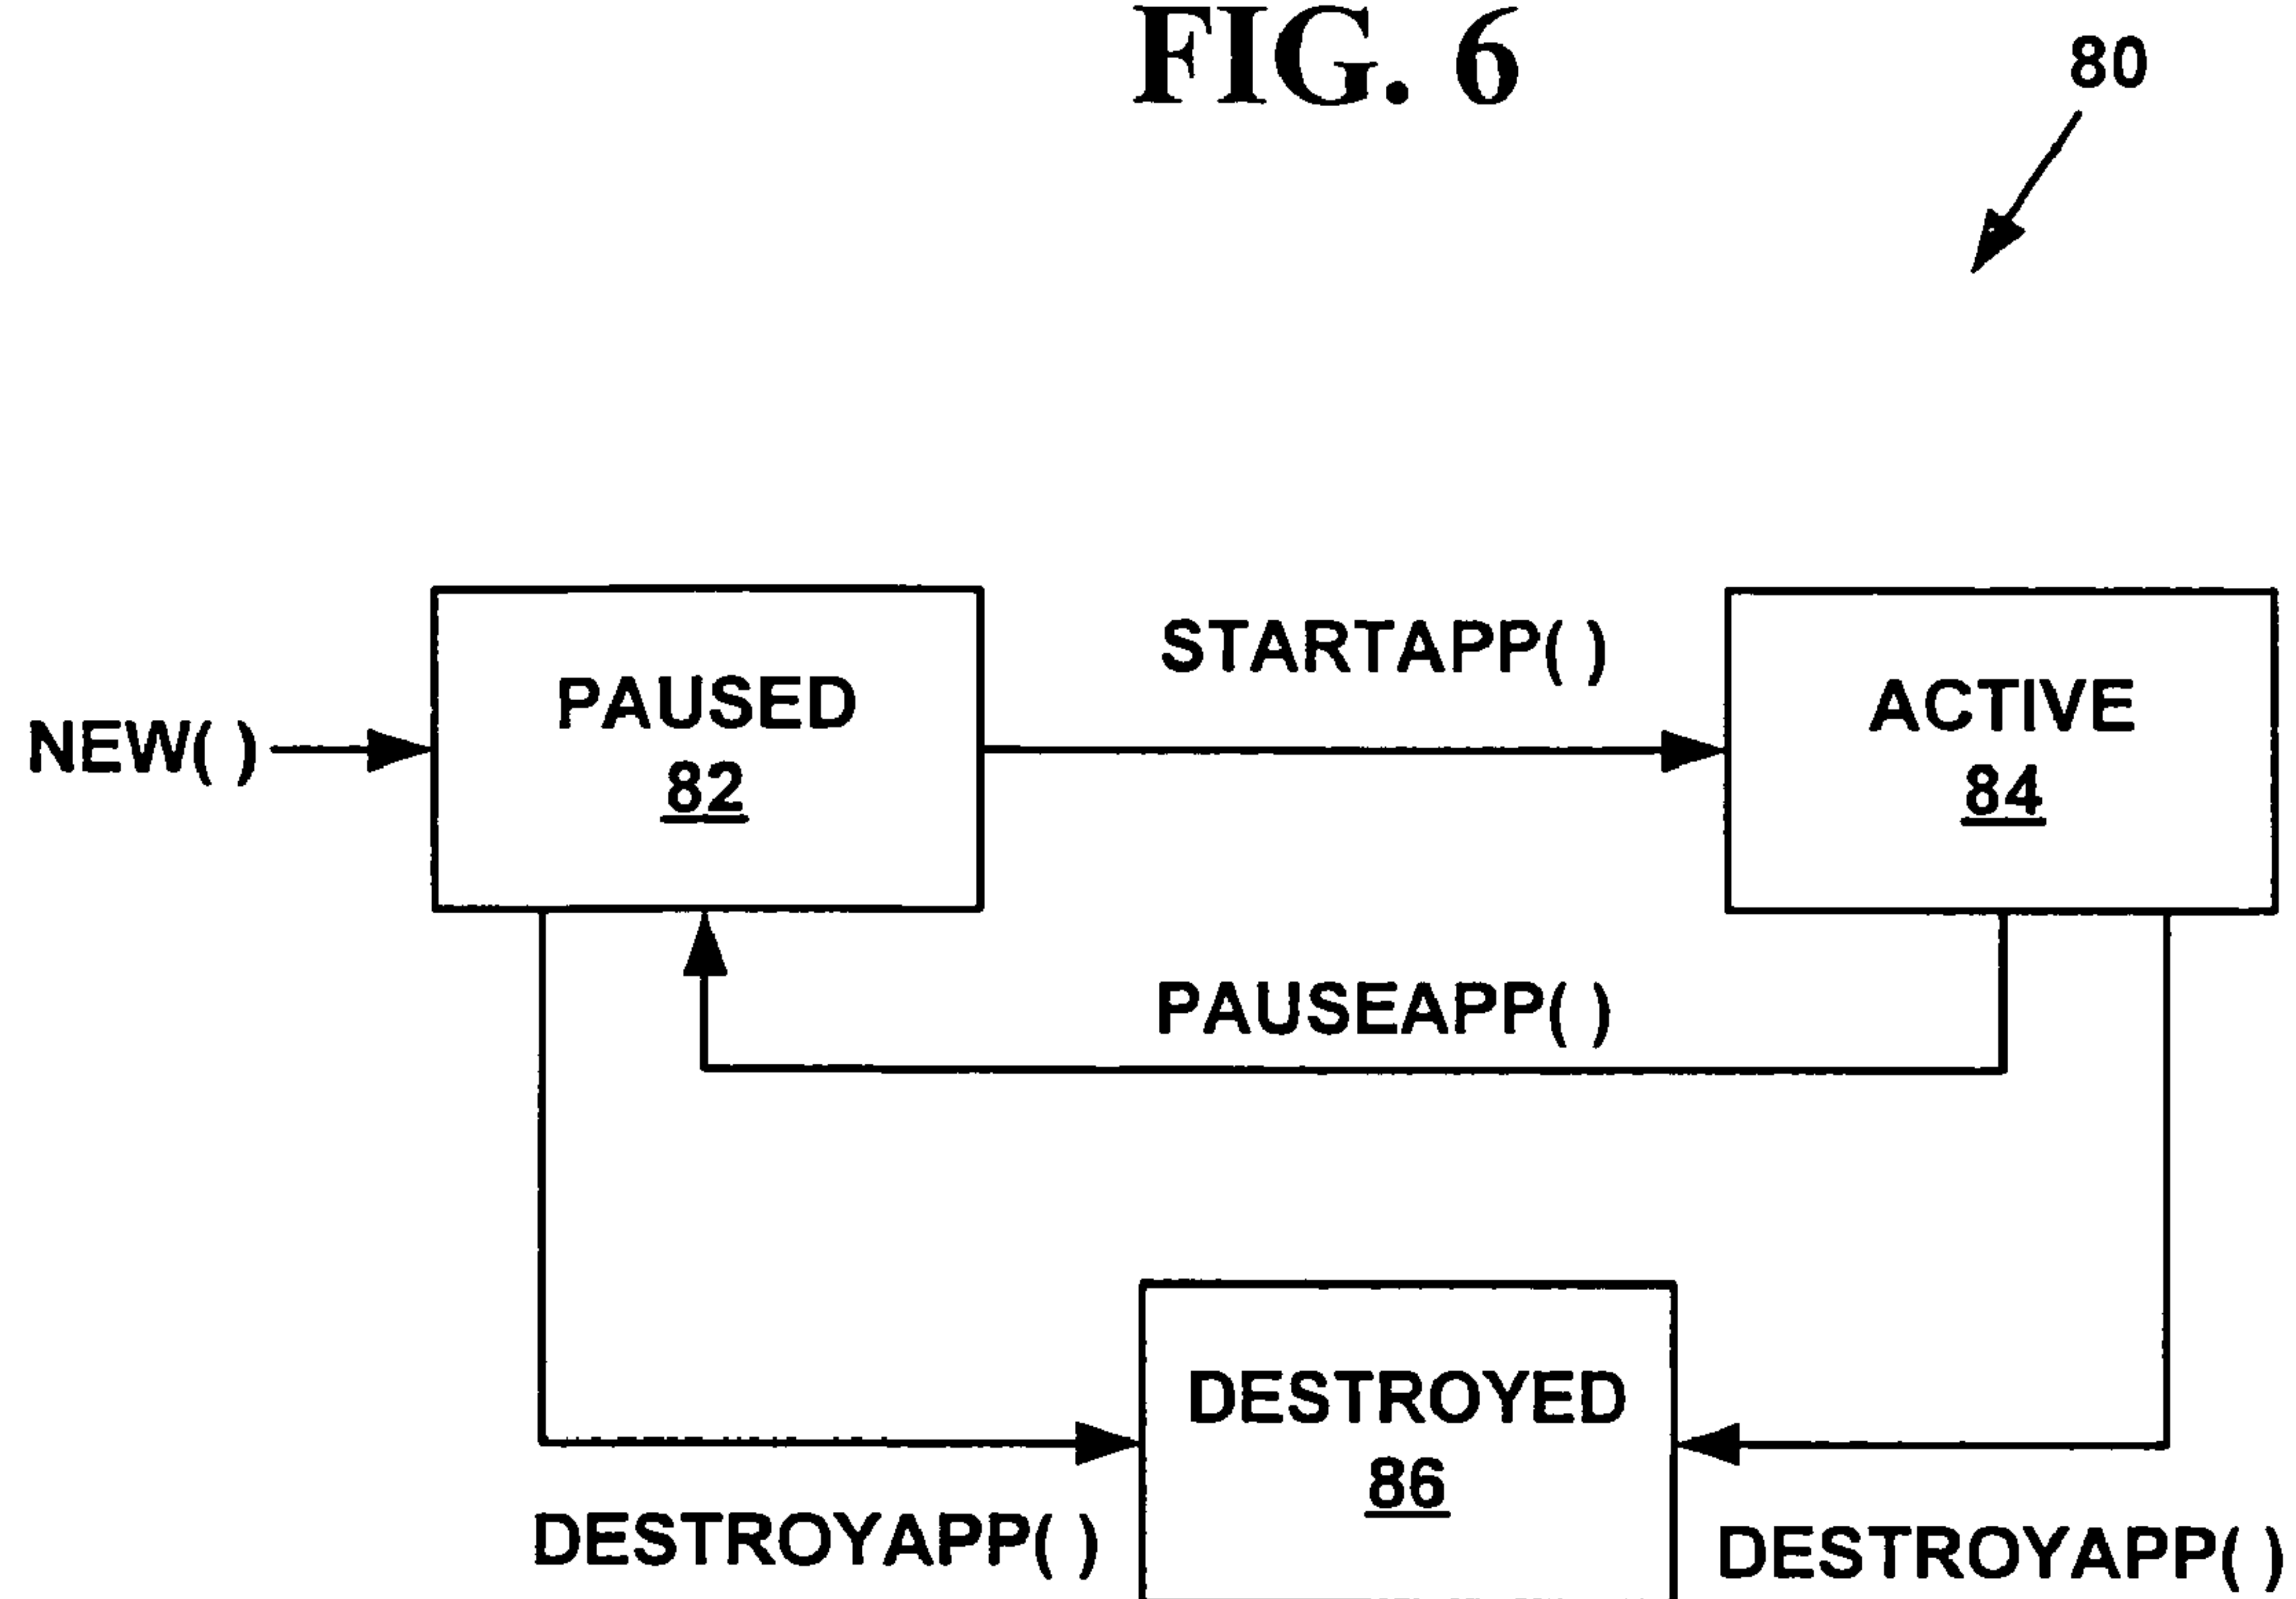 FIG. 6
80
STARTAPP( )
PAUSED
82
ACTIVE
84
NEW( )
PAUSEAPP( )
DESTROYED
86
DESTROYAPP( )
DESTROYAPP( )